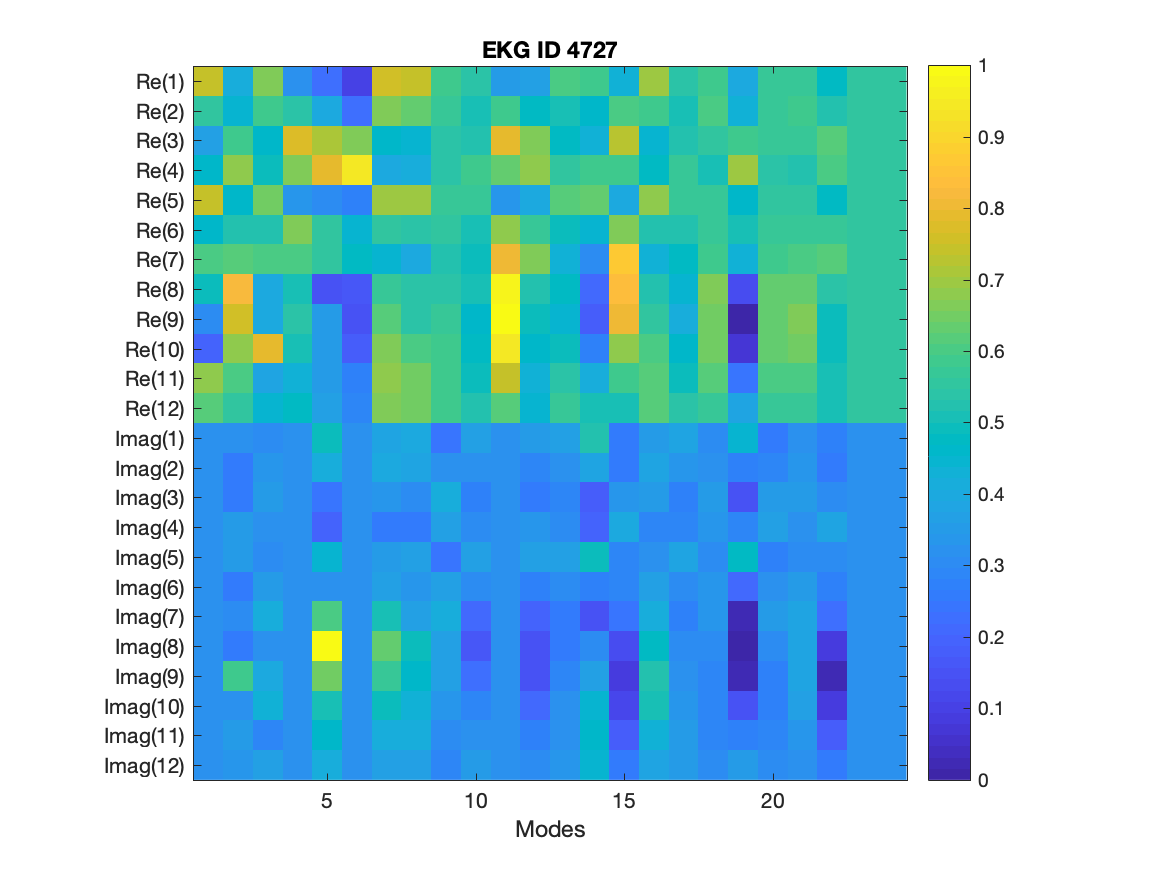 EKG ID 4727
Re(1)
Re(2)
Re(3)
Re(4)
Re(5)
Re(6)
Re(7)
Re(8)
Re(9)
Re(10)
Re(11)
Re(12)
Imag(1)
Imag(2)
Imag(3)
Imag(4)
Imag(5)
Imag(6)
Imag(7)
Imag(8)
Imag(9)
Imag(10)
Imag(11)
Imag(12)
5 10 15 20
Modes
1
0.9
0.8
0.7
0.6
0.5
0.4
0.3
0.2
0.1
0